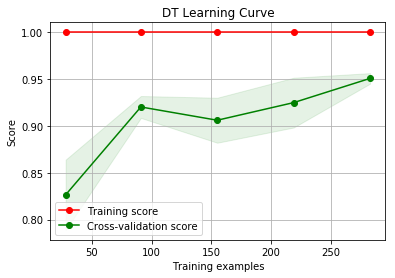 DT Learning Curve
1.00
0.95
0.90
0.85
0.80
Score
Training score
Cross-validation score
50
100
150
200
250
Training examples